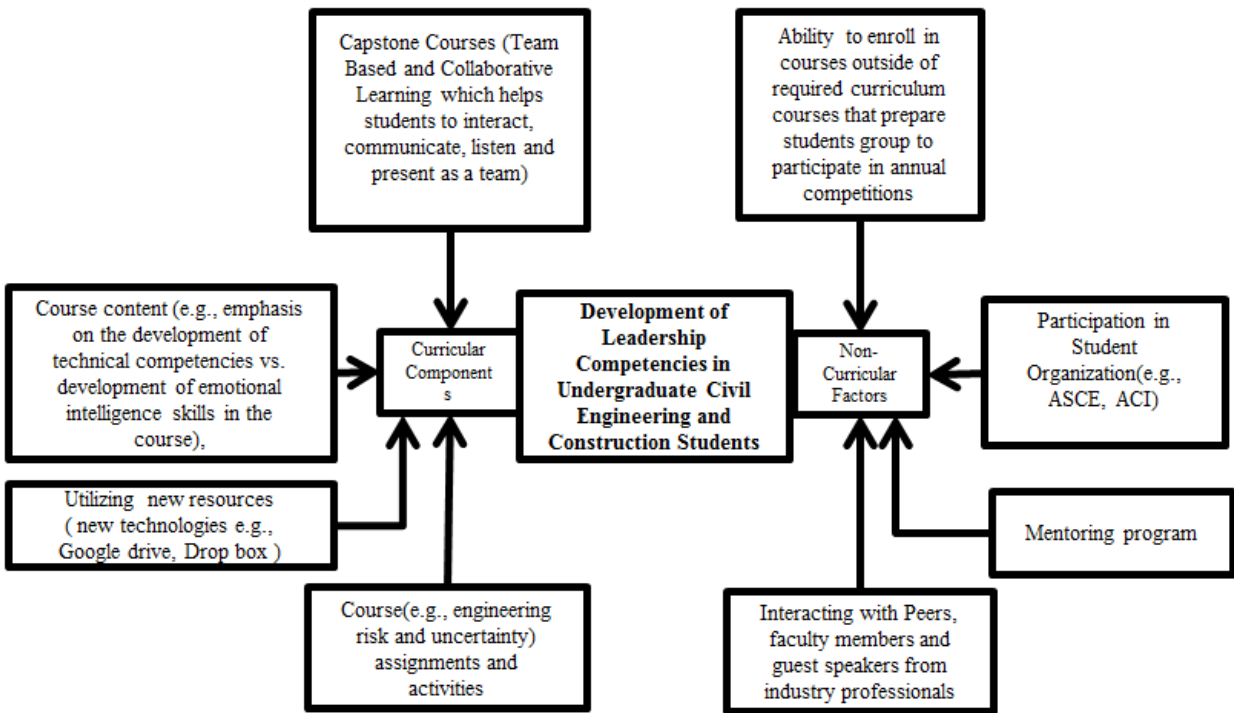 Capstone Courses (Team
Based and Collaborative
Learning which helps
students to interact,
communicate, listen and
present as a team)
Ability to enroll in
courses outside of
required curriculum
courses that prepare
students group to
participate in annual
competitions
Course content (e.g., emphasis
on the development of
technical competencies vs.
development of emotional
intelligence skills in the
course),
Curricular
Component
s
Development of
Leadership
Competencies in
Undergraduate Civil
Engineering and
Construction Students
Non-
Curricular
Factors
Participation in
Student
Organization(e.g.,
ASCE, ACI)
Utilizing new resources
( new technologies e.g.,
Google drive, Drop box )
Mentoring program
Course(e.g., engineering
risk and uncertainty)
assignments and
activities
Interacting with Peers,
faculty members and
guest speakers from
industry professionals